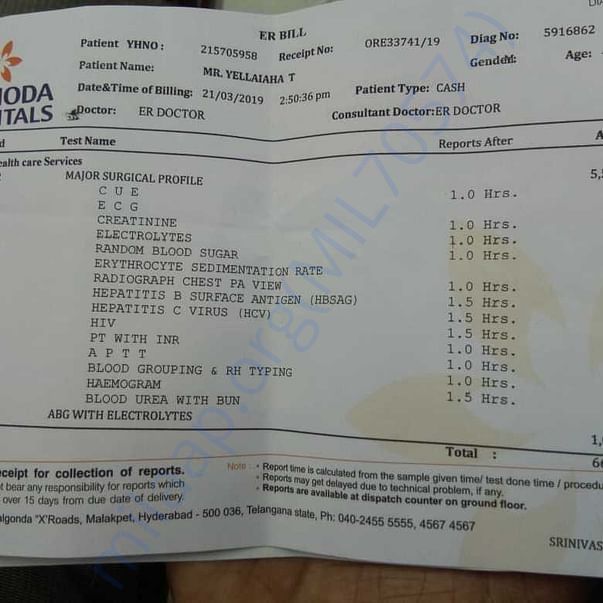 ER BILL
Patient YHNO : 215705958 Receipt No: ORE33741/19 Diag No: 5916862
Patient Name: MR. YELLAIAHA T Gender: M Age:
Date&Time of Billing: 21/03/2019 2:50:36 pm Patient Type: CASH
Doctor: ER DOCTOR Consultant Doctor: ER DOCTOR
ODA
TALS
Test Name Reports After A
ealth care Services
MAJOR SURGICAL PROFILE 5,
C U E 1.0 Hrs.
E C G
CREATININE 1.0 Hrs.
ELECTROLYTES 1.0 Hrs.
RANDOM BLOOD SUGAR 1.0 Hrs.
ERYTHROCYTE SEDIMENTATION RATE
RADIOGRAPH CHEST PA VIEW 1.0 Hrs.
HEPATITIS B SURFACE ANTIGEN (HBSAG) 1.5 Hrs.
HEPATITIS C VIRUS (HCV) 1.5 Hrs.
HIV 1.5 Hrs.
PT WITH INR 1.0 Hrs.
A P T T 1.0 Hrs.
BLOOD GROUPING & RH TYPING 1.0 Hrs.
HAEMOGRAM 1.0 Hrs.
BLOOD UREA WITH BUN 1.5 Hrs.
ABG WITH ELECTROLYTES
Total :
eceipt for collection of reports.
t bear any responsibility for reports which
over 15 days from due date of delivery.
Note : • Report time is calculated from the sample given time/ test done time / procedu
• Reports may get delayed due to technical problem, if any.
• Reports are available at dispatch counter on ground floor.
algonda "X'Roads, Malakpet, Hyderabad - 500 036, Telangana state, Ph: 040-2455 5555, 4567 4567
SRINIVAS
milaap.org(MIL70574)